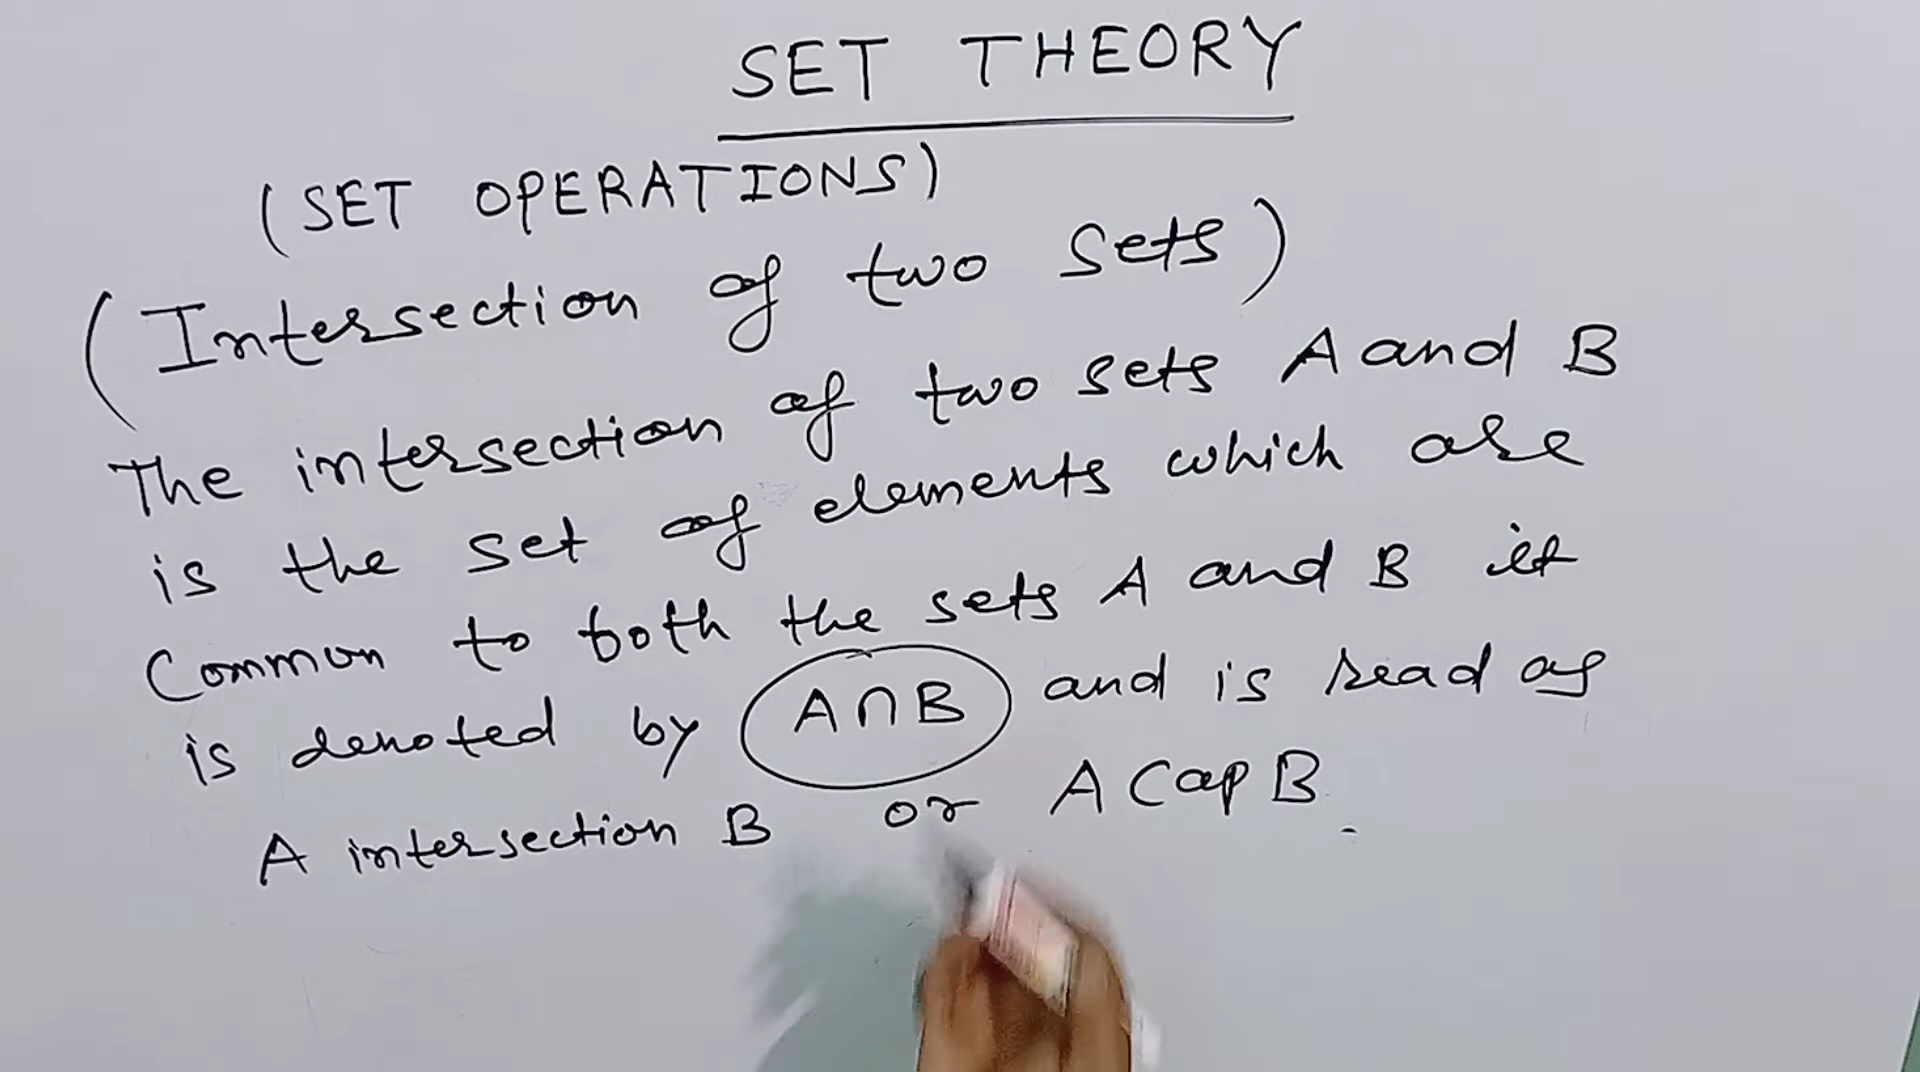 SET THEORY
(SET OPERATIONS)
(Intersection of two sets)
The intersection of two sets A and B
is the set of elements which are
Common to both the sets A and B it
is denoted by A∩B and is read as
A intersection B or A Cap B.